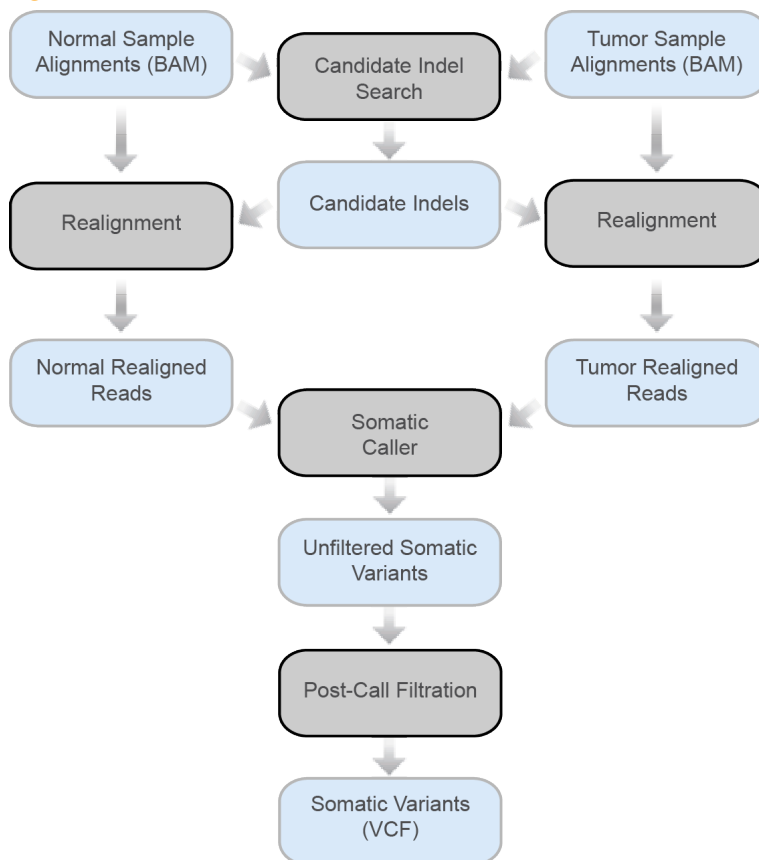 Normal Sample
Alignments (BAM)
Candidate Indel
Search
Tumor Sample
Alignments (BAM)
Realignment
Candidate Indels
Realignment
Normal Realigned
Reads
Tumor Realigned
Reads
Somatic
Caller
Unfiltered Somatic
Variants
Post-Call Filtration
Somatic Variants
(VCF)